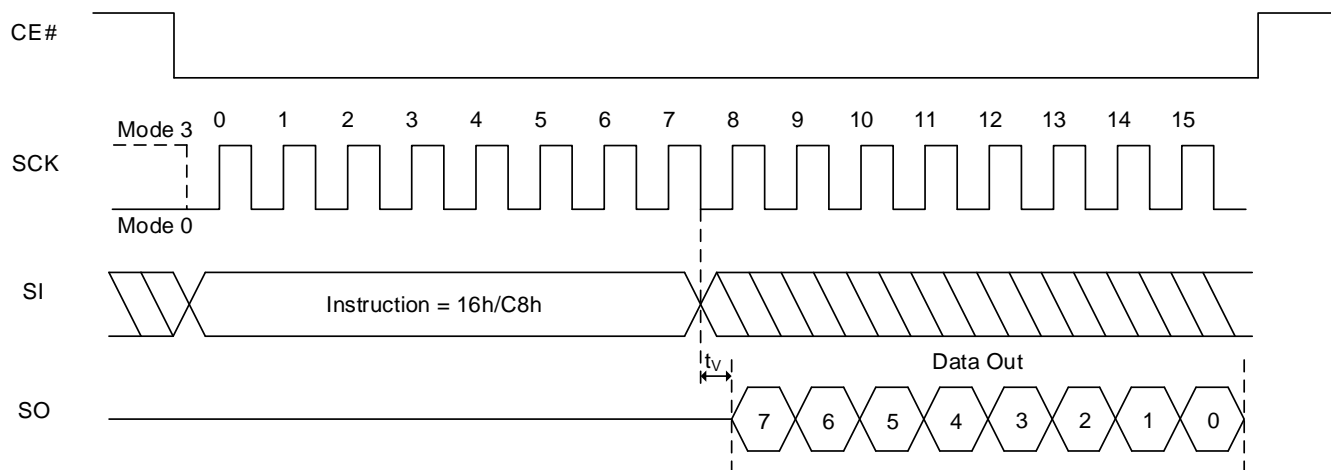 CE#
0 1 2 3 4 5 6 7 8 9 10 11 12 13 14 15
Mode 3
SCK
Mode 0
SI
Instruction = 16h/C8h
tV
Data Out
SO
7 6 5 4 3 2 1 0